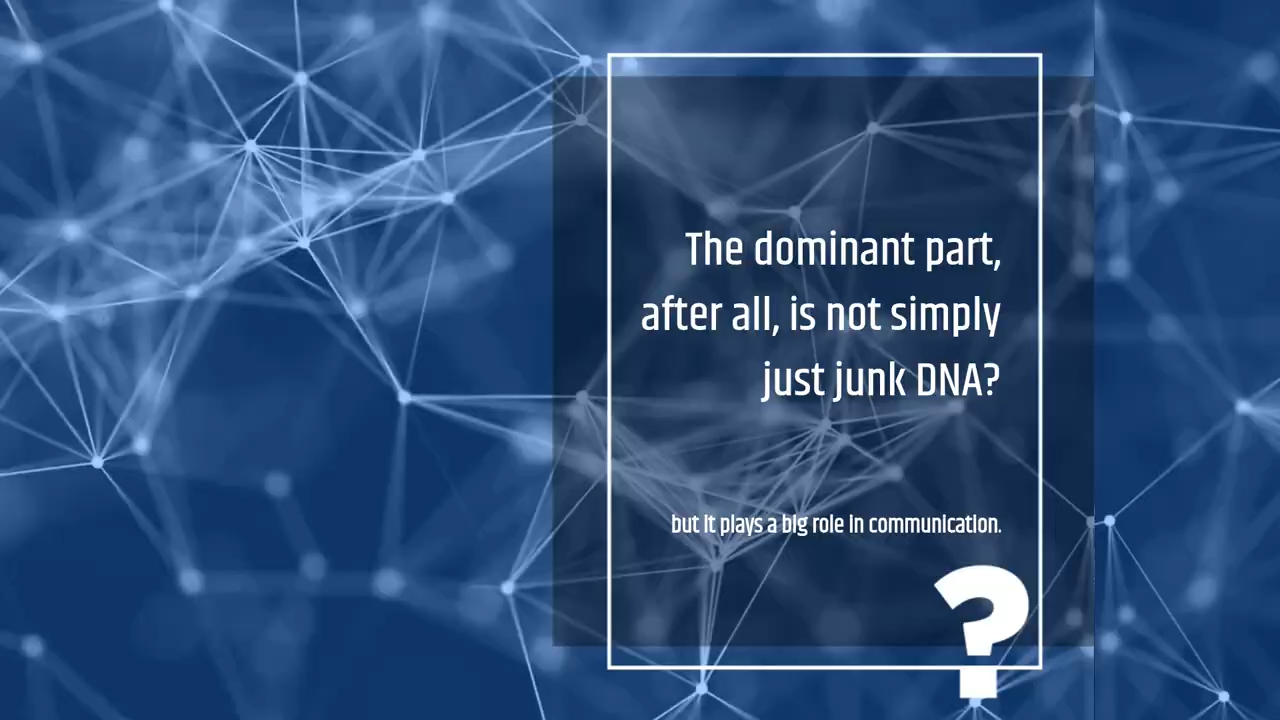 The dominant part,
after all, is not simply
just junk DNA?
but it plays a big role in communication.
?